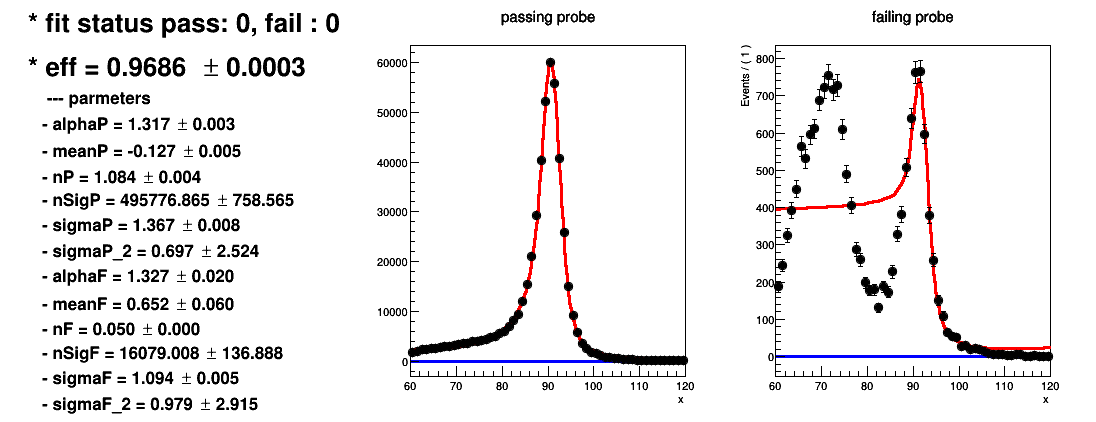 * fit status pass: 0, fail : 0
* eff = 0.9686 ± 0.0003
--- parmeters
- alphaP = 1.317 ± 0.003
- meanP = -0.127 ± 0.005
- nP = 1.084 ± 0.004
- nSigP = 495776.865 ± 758.565
- sigmaP = 1.367 ± 0.008
- sigmaP_2 = 0.697 ± 2.524
- alphaF = 1.327 ± 0.020
- meanF = 0.652 ± 0.060
- nF = 0.050 ± 0.000
- nSigF = 16079.008 ± 136.888
- sigmaF = 1.094 ± 0.005
- sigmaF_2 = 0.979 ± 2.915
passing probe
60000
50000
40000
30000
20000
10000
0
60 70 80 90 100 110 120
x
failing probe
Events / ( 1 )
800
700
600
500
400
300
200
100
0
60 70 80 90 100 110 120
x